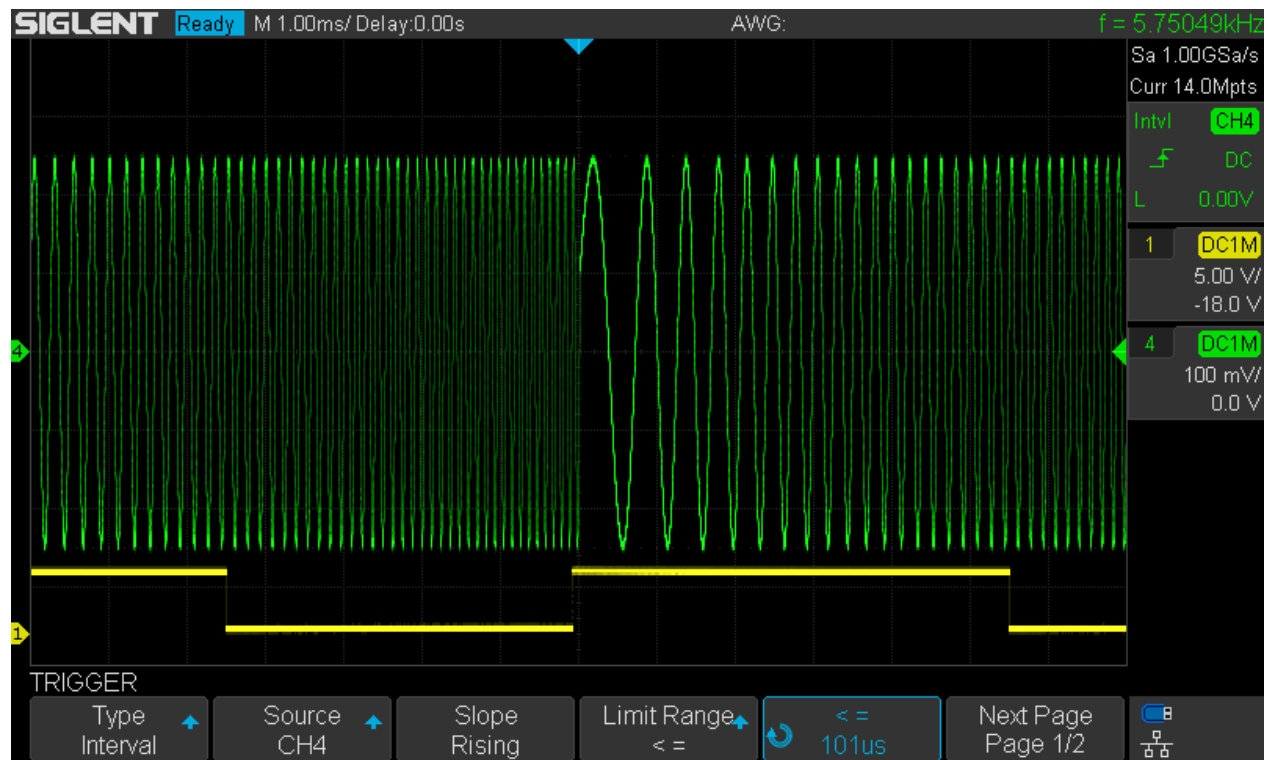 SIGLENT Ready M 1.00ms/ Delay:0.00s AWG: f = 5.75049kHz
Sa 1.00GSa/s
Curr 14.0Mpts
Intvl CH4
DC
L 0.00V
1 DC1M
5.00 V/
-18.0 V
4 DC1M
100 mV/
0.0 V
4
1
TRIGGER
Type
Interval
Source
CH4
Slope
Rising
Limit Range
< =
< =
101us
Next Page
Page 1/2